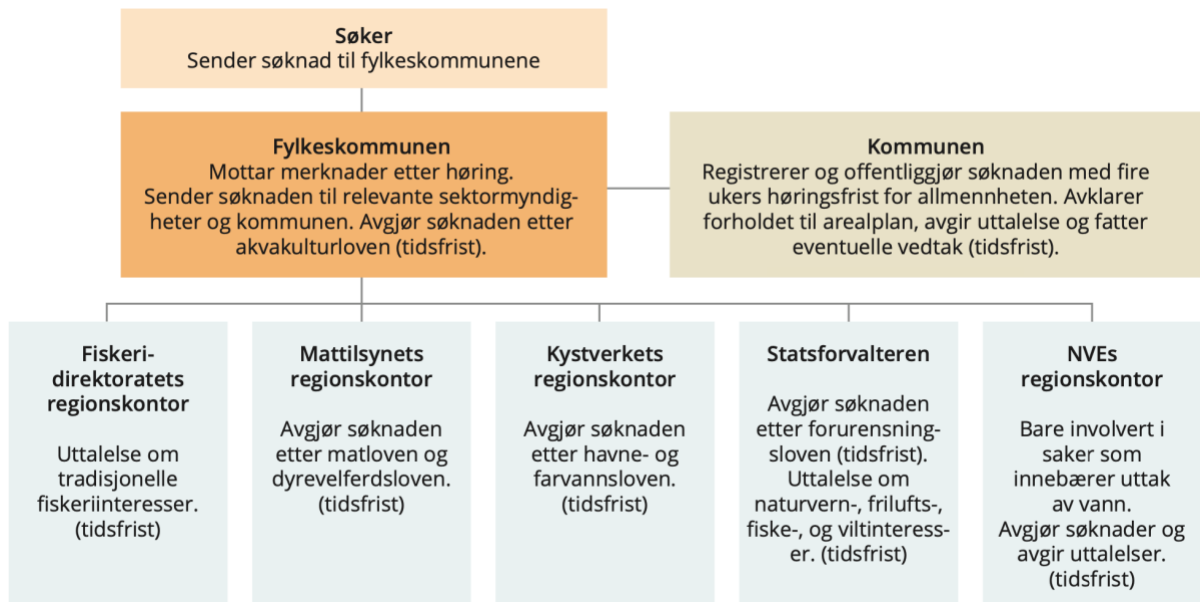 Søker
Sender søknad til fylkeskommunene
Fylkeskommunen
Mottar merknader etter høring.
Sender søknaden til relevante sektormyndig-
heter og kommunen. Avgjør søknaden etter
akvakulturloven (tidsfrist).
Kommunen
Registrerer og offentliggjør søknaden med fire
ukers høringsfrist for allmennheten. Avklarer
forholdet til arealplan, avgir uttalelse og fatter
eventuelle vedtak (tidsfrist).
Fiskeri-
direktoratets
regionskontor
Uttalelse om
tradisjonelle
fiskeriinteresser.
(tidsfrist)
Mattilsynets
regionskontor
Avgjør søknaden
etter matloven og
dyrevelferdsloven.
(tidsfrist)
Kystverkets
regionskontor
Avgjør søknaden
etter havne- og
farvannsloven.
(tidsfrist)
Statsforvalteren
Avgjør søknaden
etter forurensning-
sloven (tidsfrist).
Uttalelse om
naturvern-, frilufts-,
fiske-, og viltinteress-
er. (tidsfrist)
NVEs
regionskontor
Bare involvert i
saker som
innebærer uttak
av vann.
Avgjør søknader og
avgir uttalelser.
(tidsfrist)